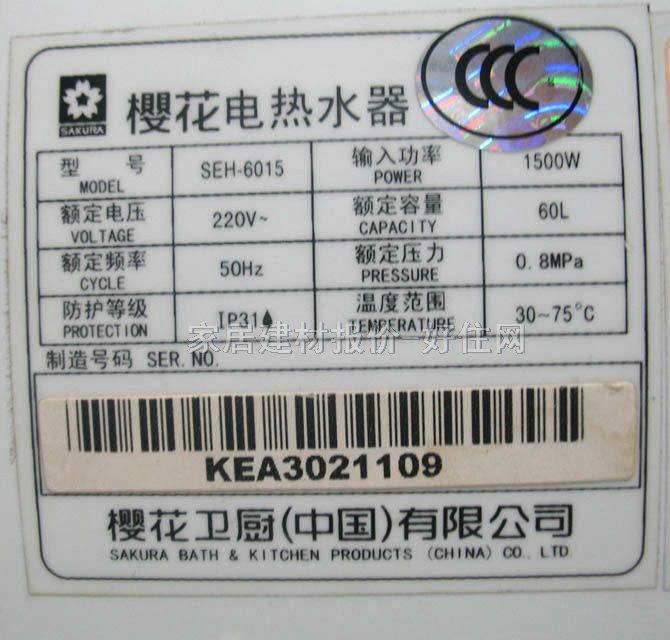 CCC
SAKURA
櫻花电热水器
型 号 SEH-6015 输入功率 1500W
MODEL POWER
额定电压 220V~ 额定容量 60L
VOLTAGE CAPACITY
额定频率 50Hz 额定压力 0.8MPa
CYCLE PRESSURE
防护等级 IP31 温度范围 30~75°C
PROTECTION TEMPERATURE
家居建材报价 好住网
制造号码 SER.NO.
KEA3021109
櫻花卫厨(中国)有限公司
SAKURA BATH & KITCHEN PRODUCTS (CHINA) CO., LTD.